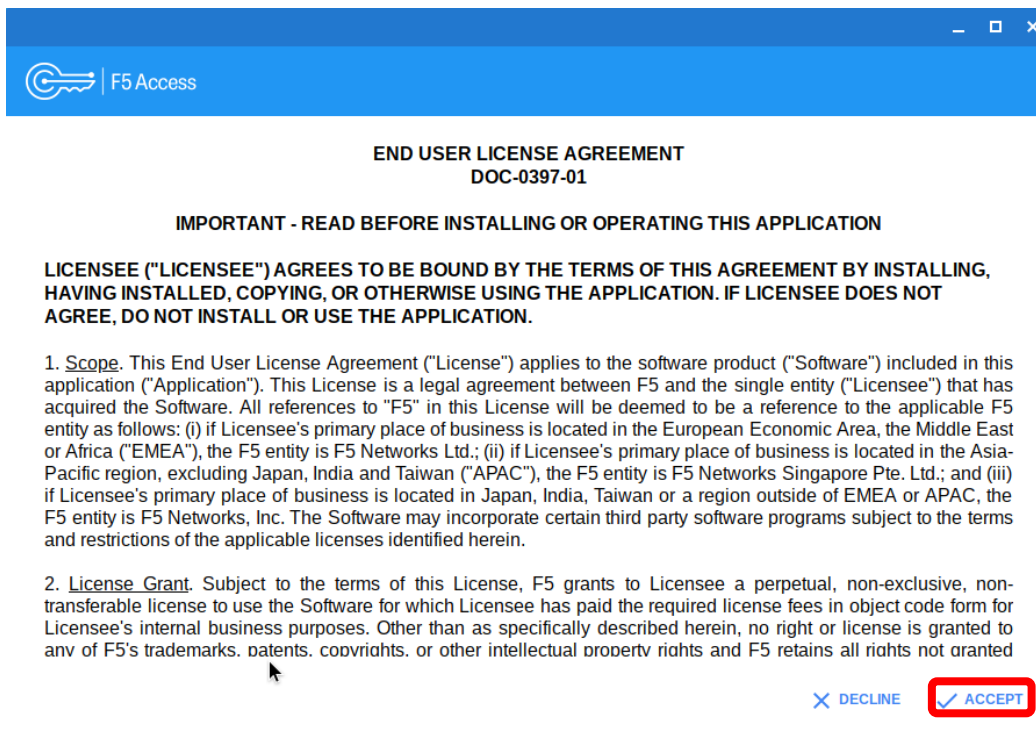 F5 Access
END USER LICENSE AGREEMENT
DOC-0397-01
IMPORTANT - READ BEFORE INSTALLING OR OPERATING THIS APPLICATION
LICENSEE ("LICENSEE") AGREES TO BE BOUND BY THE TERMS OF THIS AGREEMENT BY INSTALLING,
HAVING INSTALLED, COPYING, OR OTHERWISE USING THE APPLICATION. IF LICENSEE DOES NOT
AGREE, DO NOT INSTALL OR USE THE APPLICATION.
1. Scope. This End User License Agreement ("License") applies to the software product ("Software") included in this
application ("Application"). This License is a legal agreement between F5 and the single entity ("Licensee") that has
acquired the Software. All references to "F5" in this License will be deemed to be a reference to the applicable F5
entity as follows: (i) if Licensee's primary place of business is located in the European Economic Area, the Middle East
or Africa ("EMEA"), the F5 entity is F5 Networks Ltd.; (ii) if Licensee's primary place of business is located in the Asia-
Pacific region, excluding Japan, India and Taiwan ("APAC"), the F5 entity is F5 Networks Singapore Pte. Ltd.; and (iii)
if Licensee's primary place of business is located in Japan, India, Taiwan or a region outside of EMEA or APAC, the
F5 entity is F5 Networks, Inc. The Software may incorporate certain third party software programs subject to the terms
and restrictions of the applicable licenses identified herein.
2. License Grant. Subject to the terms of this License, F5 grants to Licensee a perpetual, non-exclusive, non-
transferable license to use the Software for which Licensee has paid the required license fees in object code form for
Licensee's internal business purposes. Other than as specifically described herein, no right or license is granted to
any of F5's trademarks, patents, copyrights, or other intellectual property rights and F5 retains all rights not granted
DECLINE
ACCEPT